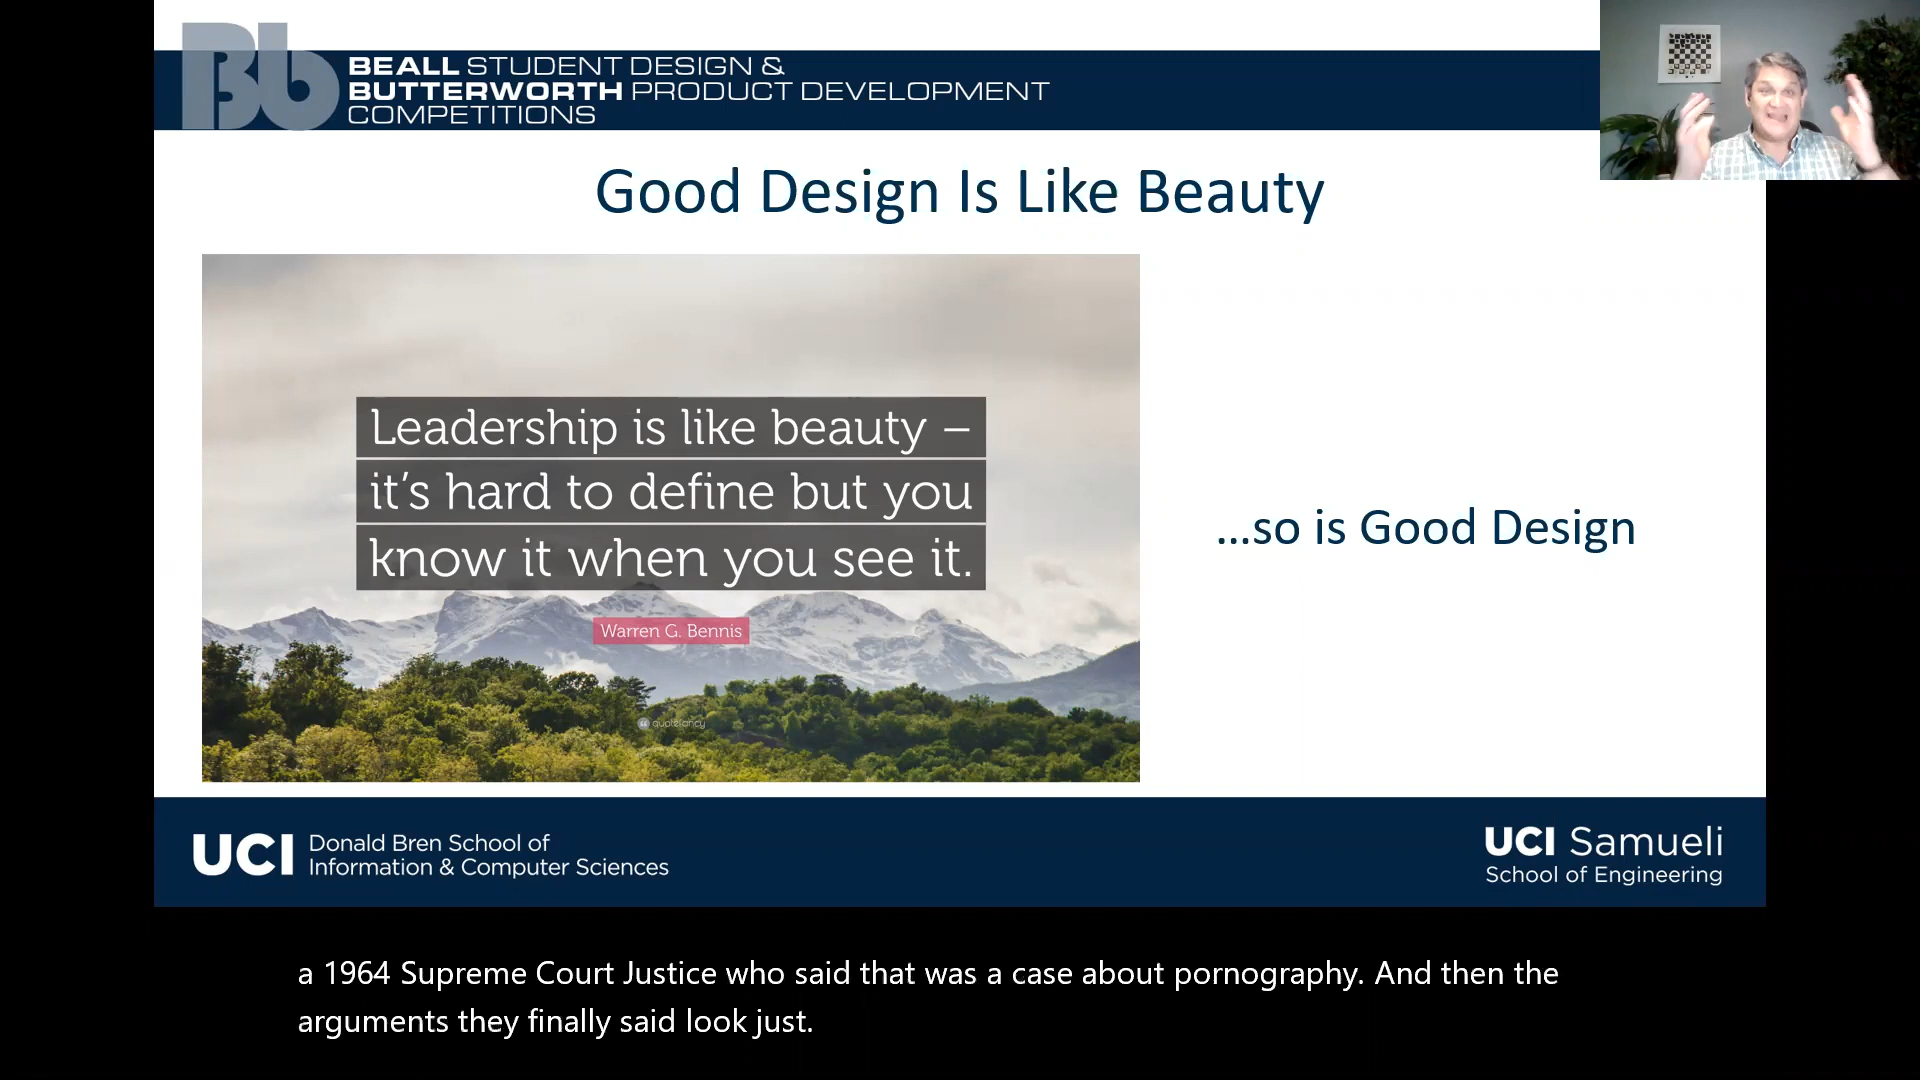 Bb
BEALL STUDENT DESIGN &
BUTTERWORTH PRODUCT DEVELOPMENT
COMPETITIONS
Good Design Is Like Beauty
Leadership is like beauty –
it's hard to define but you
know it when you see it.
Warren G. Bennis
quotefancy
...so is Good Design
UCI Donald Bren School of
Information & Computer Sciences
UCI Samueli
School of Engineering
a 1964 Supreme Court Justice who said that was a case about pornography. And then the
arguments they finally said look just.